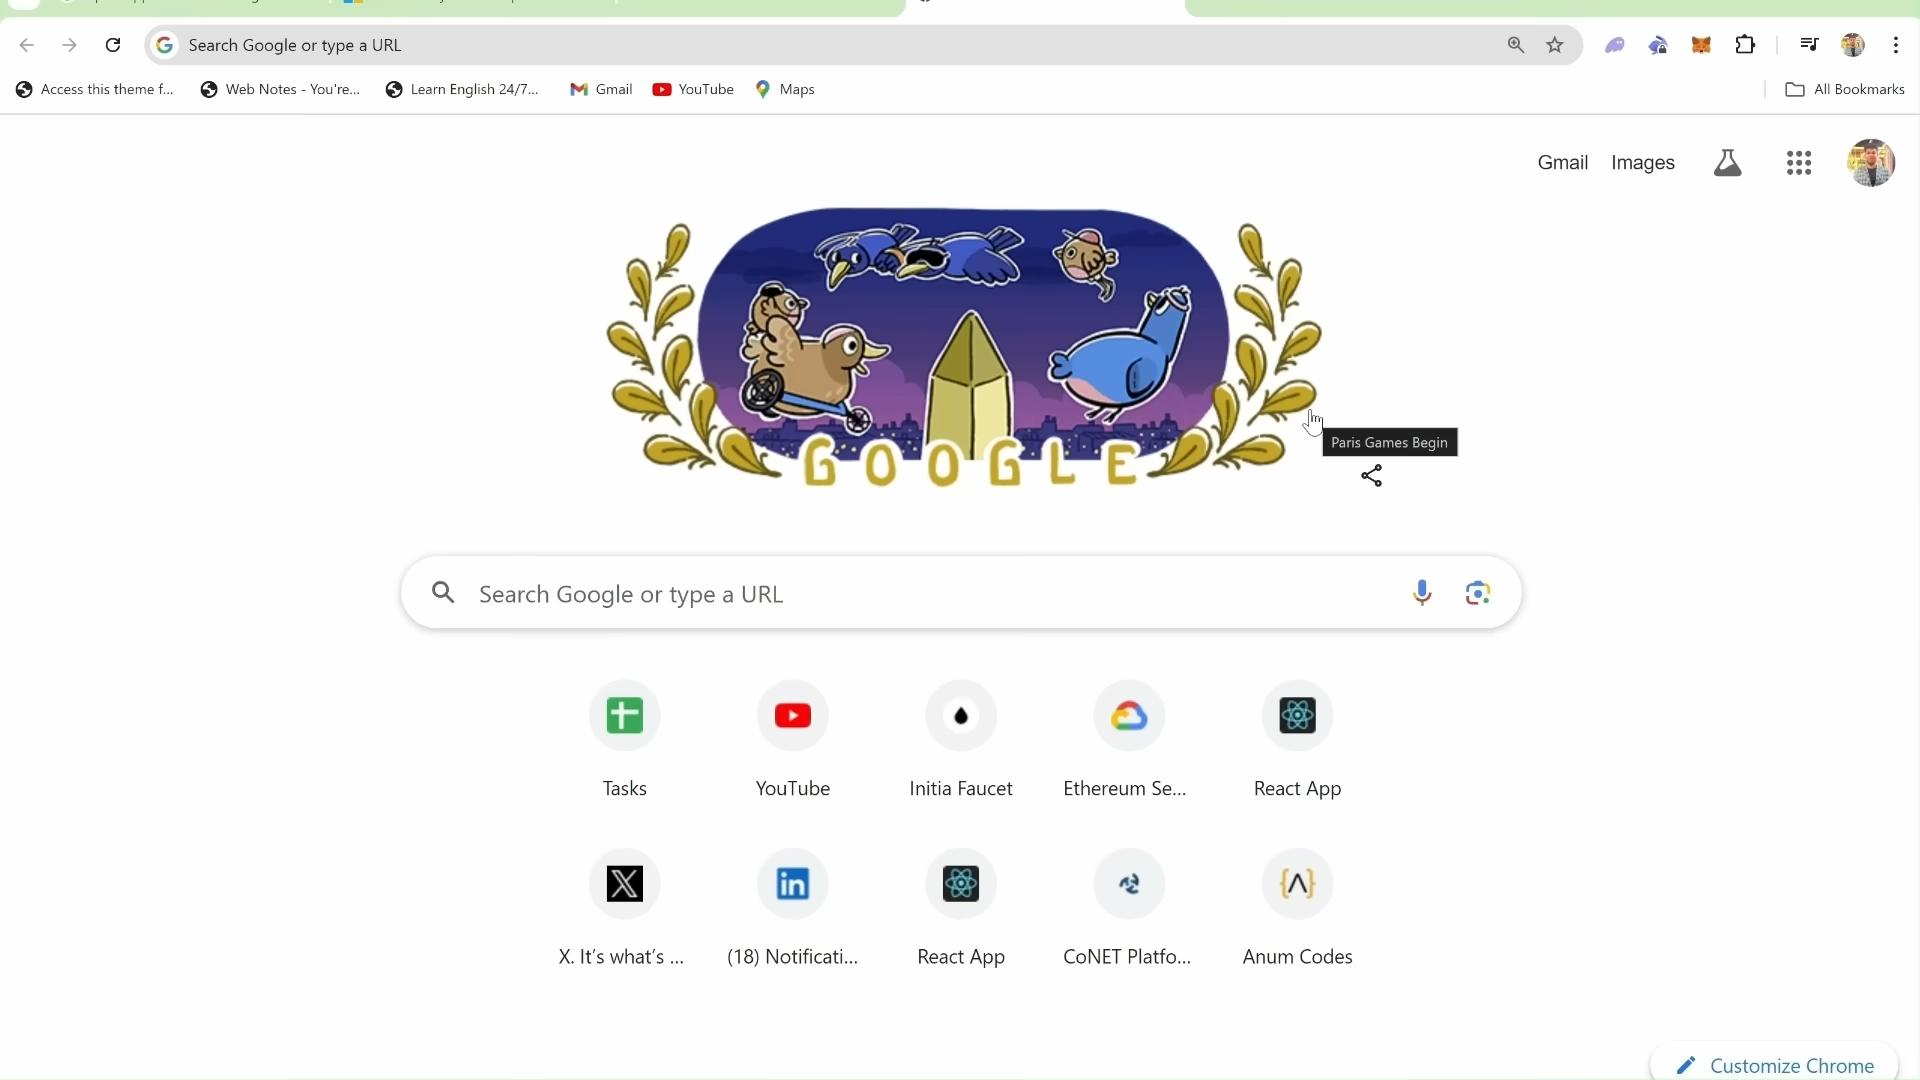 Search Google or type a URL
Access this theme f...
Web Notes - You're...
Learn English 24/7...
Gmail
YouTube
Maps
All Bookmarks
Gmail
Images
GOOGLE
Paris Games Begin
Search Google or type a URL
Tasks
YouTube
Initia Faucet
Ethereum Se...
React App
X. It’s what’s ...
(18) Notificati...
React App
CoNET Platfo...
Anum Codes
Customize Chrome